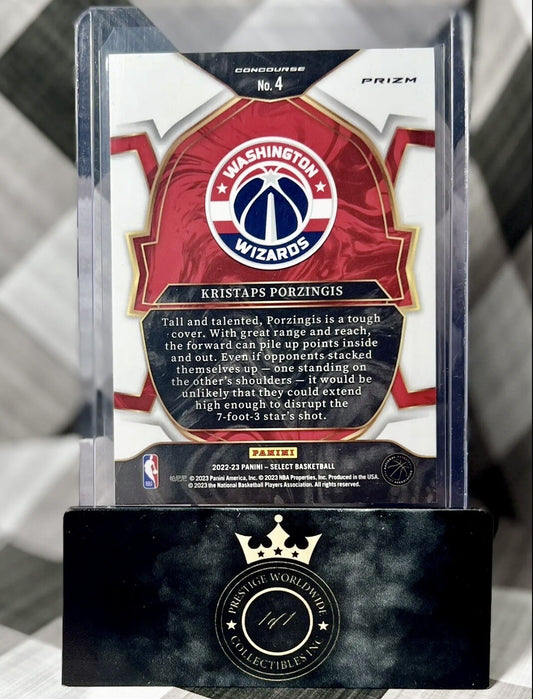 CONCOURSE
No. 4
PRIZM
WASHINGTON
WIZARDS
KRISTAPS PORZINGIS
Tall and talented, Porzingis is a tough
cover. With great range and reach,
the forward can pile up points inside
and out. Even if opponents stacked
themselves up — one standing on
the other's shoulders — it would be
unlikely that they could extend
high enough to disrupt the
7-foot-3 star's shot.
PANINI
2022-23 PANINI – SELECT BASKETBALL
© 2023 Panini America, Inc. © 2023 NBA Properties, Inc. Produced in the USA.
© 2023 the National Basketball Players Association. All rights reserved.
PRESTIGE WORLDWIDE
1of1
COLLECTIBLES INC